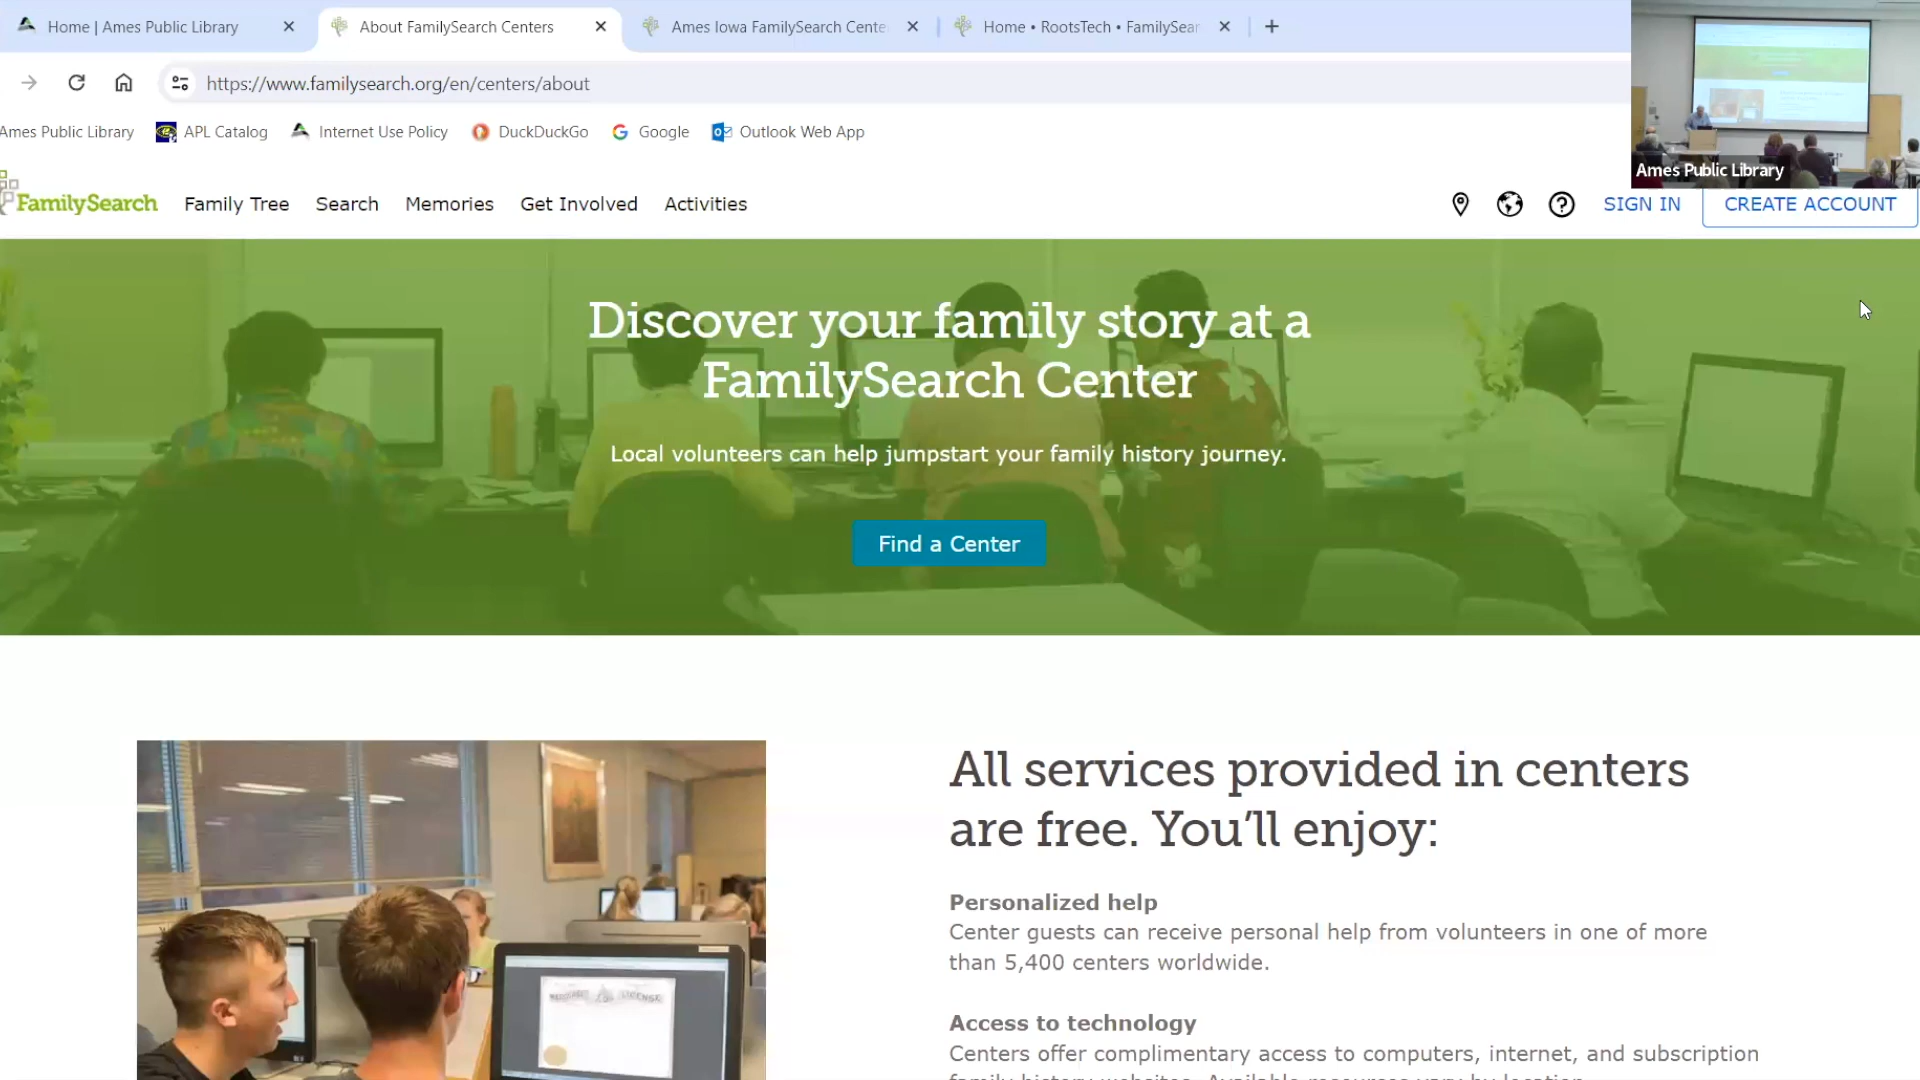 Home | Ames Public Library
About FamilySearch Centers
Ames Iowa FamilySearch Cente
Home • RootsTech • FamilySear
https://www.familysearch.org/en/centers/about
Ames Public Library
APL Catalog
Internet Use Policy
DuckDuckGo
Google
Outlook Web App
Ames Public Library
FamilySearch
Family Tree
Search
Memories
Get Involved
Activities
SIGN IN
CREATE ACCOUNT
Discover your family story at a
FamilySearch Center
Local volunteers can help jumpstart your family history journey.
Find a Center
All services provided in centers
are free. You’ll enjoy:
Personalized help
Center guests can receive personal help from volunteers in one of more
than 5,400 centers worldwide.
Access to technology
Centers offer complimentary access to computers, internet, and subscription
family history websites. Available resources vary by location.